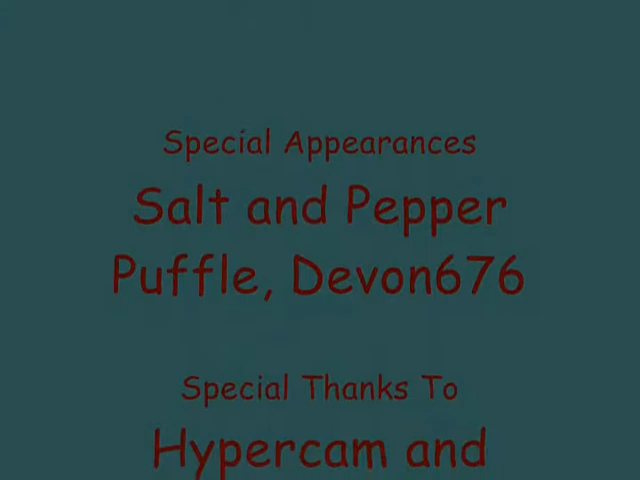 Special Appearances
Salt and Pepper
Puffle, Devon676
Special Thanks To
Hypercam and